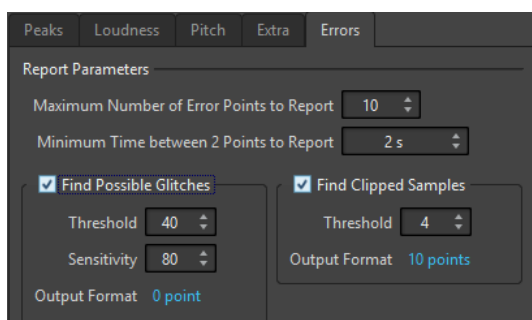 Peaks Loudness Pitch Extra Errors
Report Parameters
Maximum Number of Error Points to Report 10
Minimum Time between 2 Points to Report 2 s
Find Possible Glitches
Threshold 40
Sensitivity 80
Output Format 0 point
Find Clipped Samples
Threshold 4
Output Format 10 points